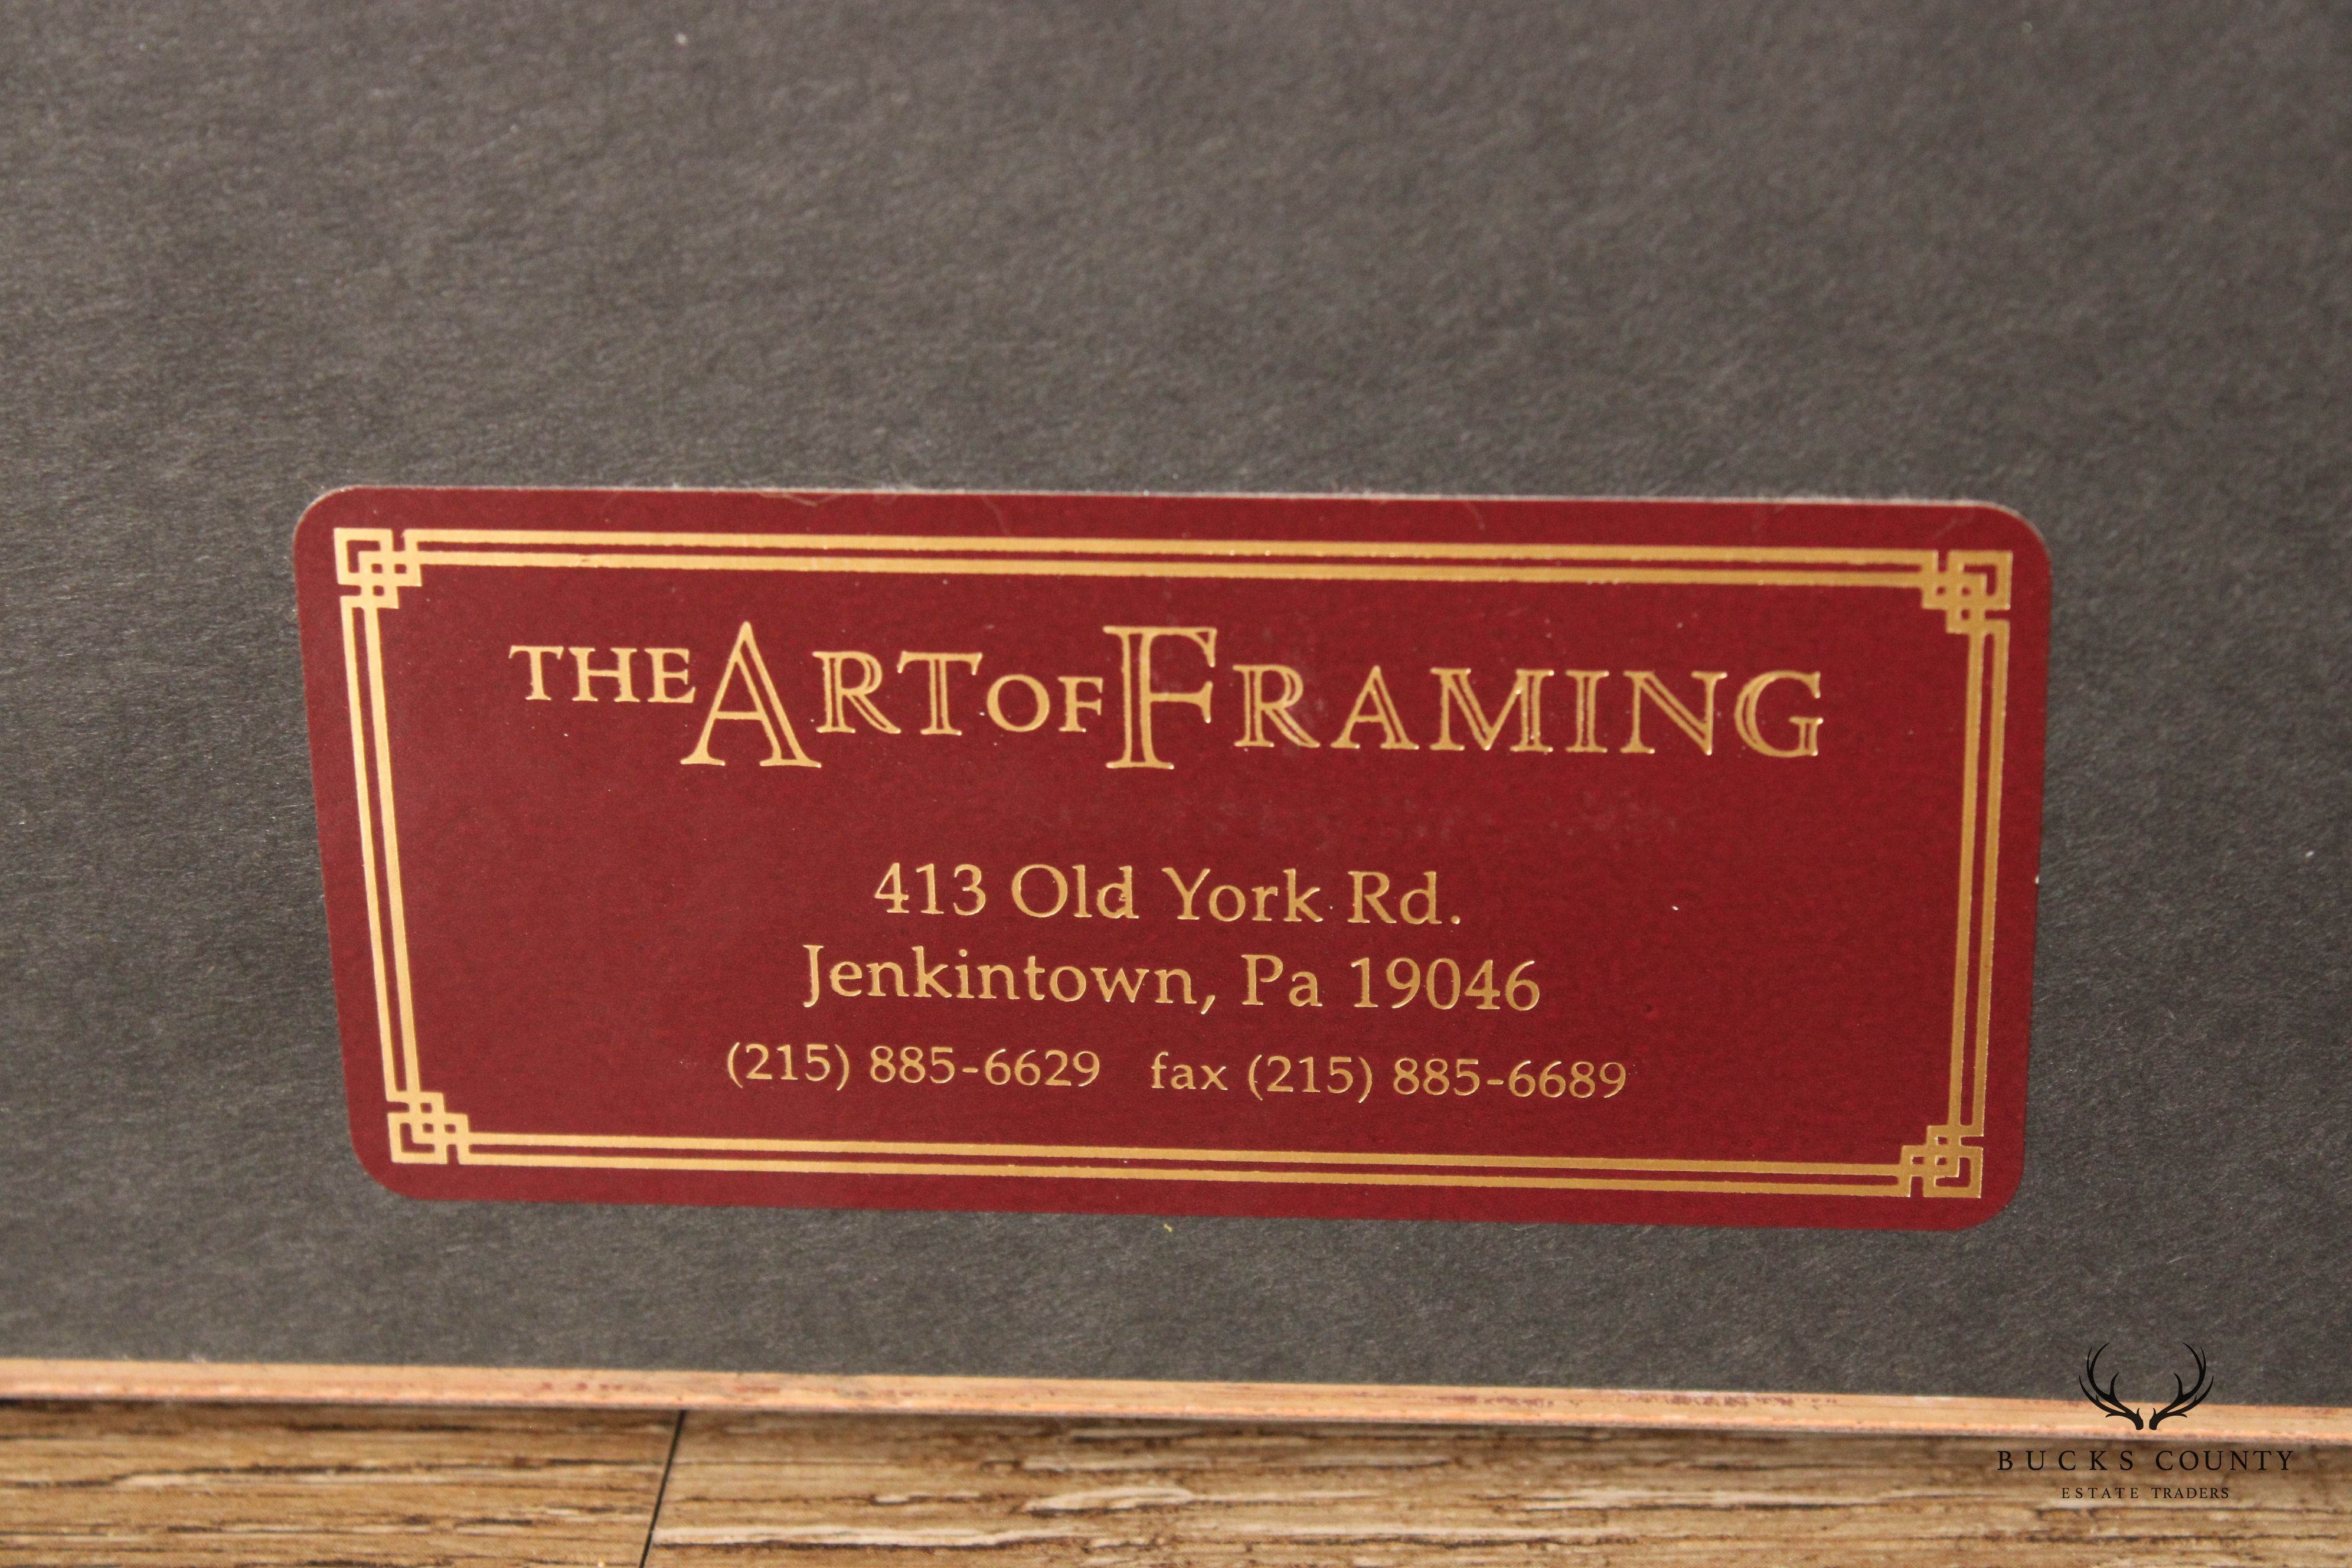 THE ART OF FRAMING
413 Old York Rd.
Jenkintown, Pa 19046
(215) 885-6629 fax (215) 885-6689
BUCKS COUNTY
ESTATE TRADERS